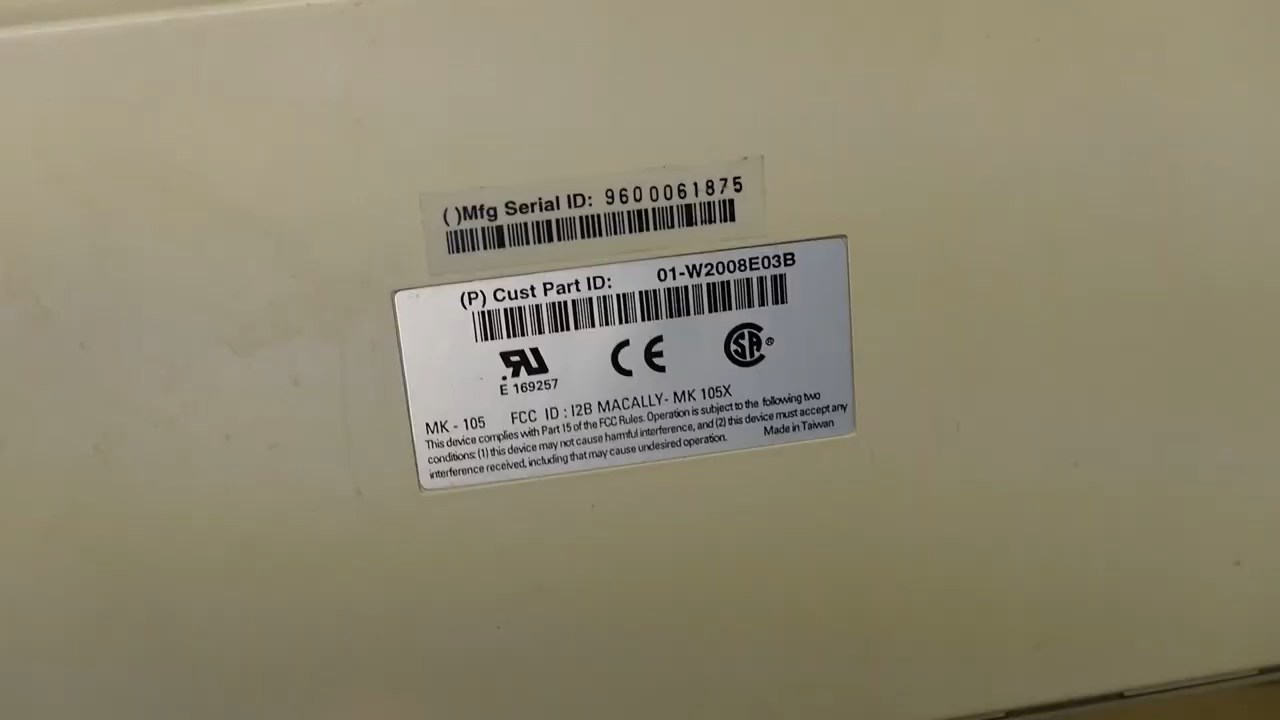 ( )Mfg Serial ID: 9600061875
(P) Cust Part ID: 01-W2008E03B
E 169257
CE
SA ®
MK - 105 FCC ID : I2B MACALLY- MK 105X
This device complies with Part 15 of the FCC Rules. Operation is subject to the following two
conditions: (1) this device may not cause harmful interference, and (2) this device must accept any
interference received, including that may cause undesired operation. Made in Taiwan